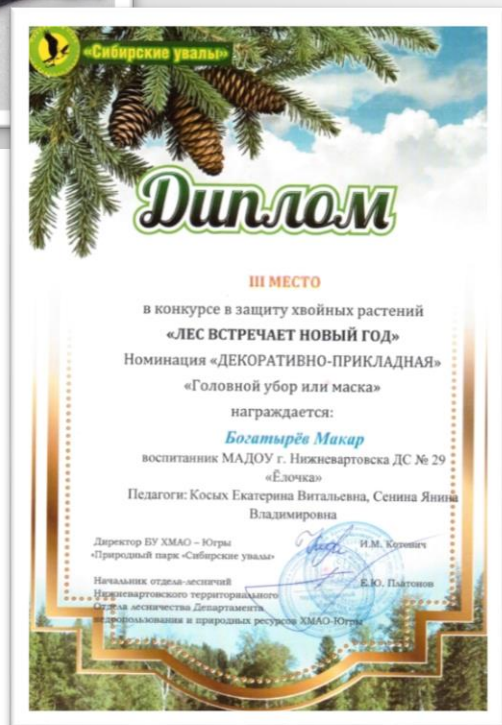 «Сибирские увалы»
Диплом
III МЕСТО
в конкурсе в защиту хвойных растений
«ЛЕС ВСТРЕЧАЕТ НОВЫЙ ГОД»
Номинация «ДЕКОРАТИВНО-ПРИКЛАДНАЯ»
«Головной убор или маска»
награждается:
Богатырёв Макар
воспитанник МАДОУ г. Нижневартовска ДС № 29
«Ёлочка»
Педагоги: Косых Екатерина Витальевна, Сенина Янина
Владимировна
Директор БУ ХМАО – Югры
«Природный парк «Сибирские увалы»
И.М. Котович
Начальник отдела-лесничий
Нижневартовского территориального
Отдела лесничества Департамента
недропользования и природных ресурсов ХМАО-Югры
Е.Ю. Платонов